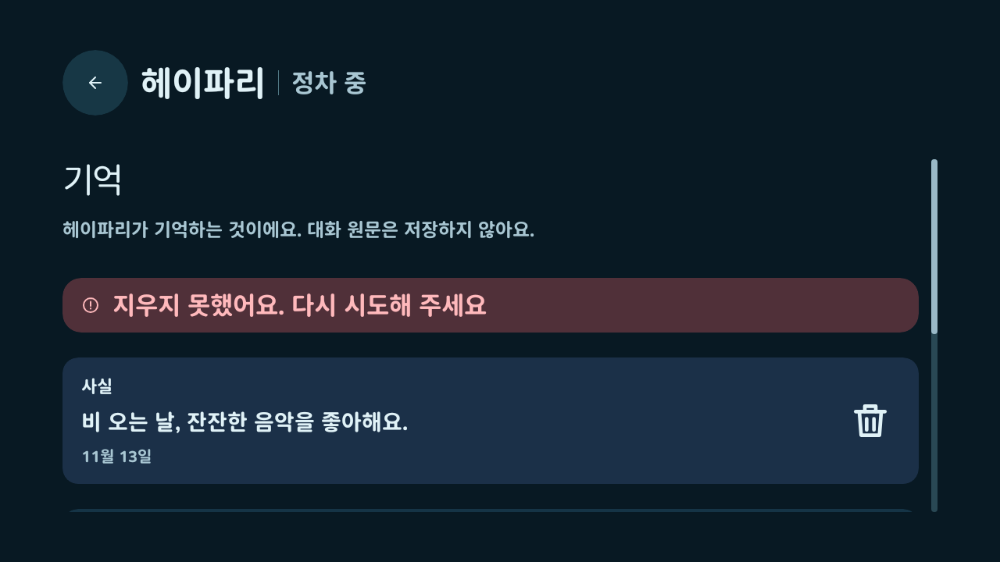 헤이파리
정차 중
기억
헤이파리가 기억하는 것이에요. 대화 원문은 저장하지 않아요.
지우지 못했어요. 다시 시도해 주세요
사실
비 오는 날, 잔잔한 음악을 좋아해요.
11월 13일